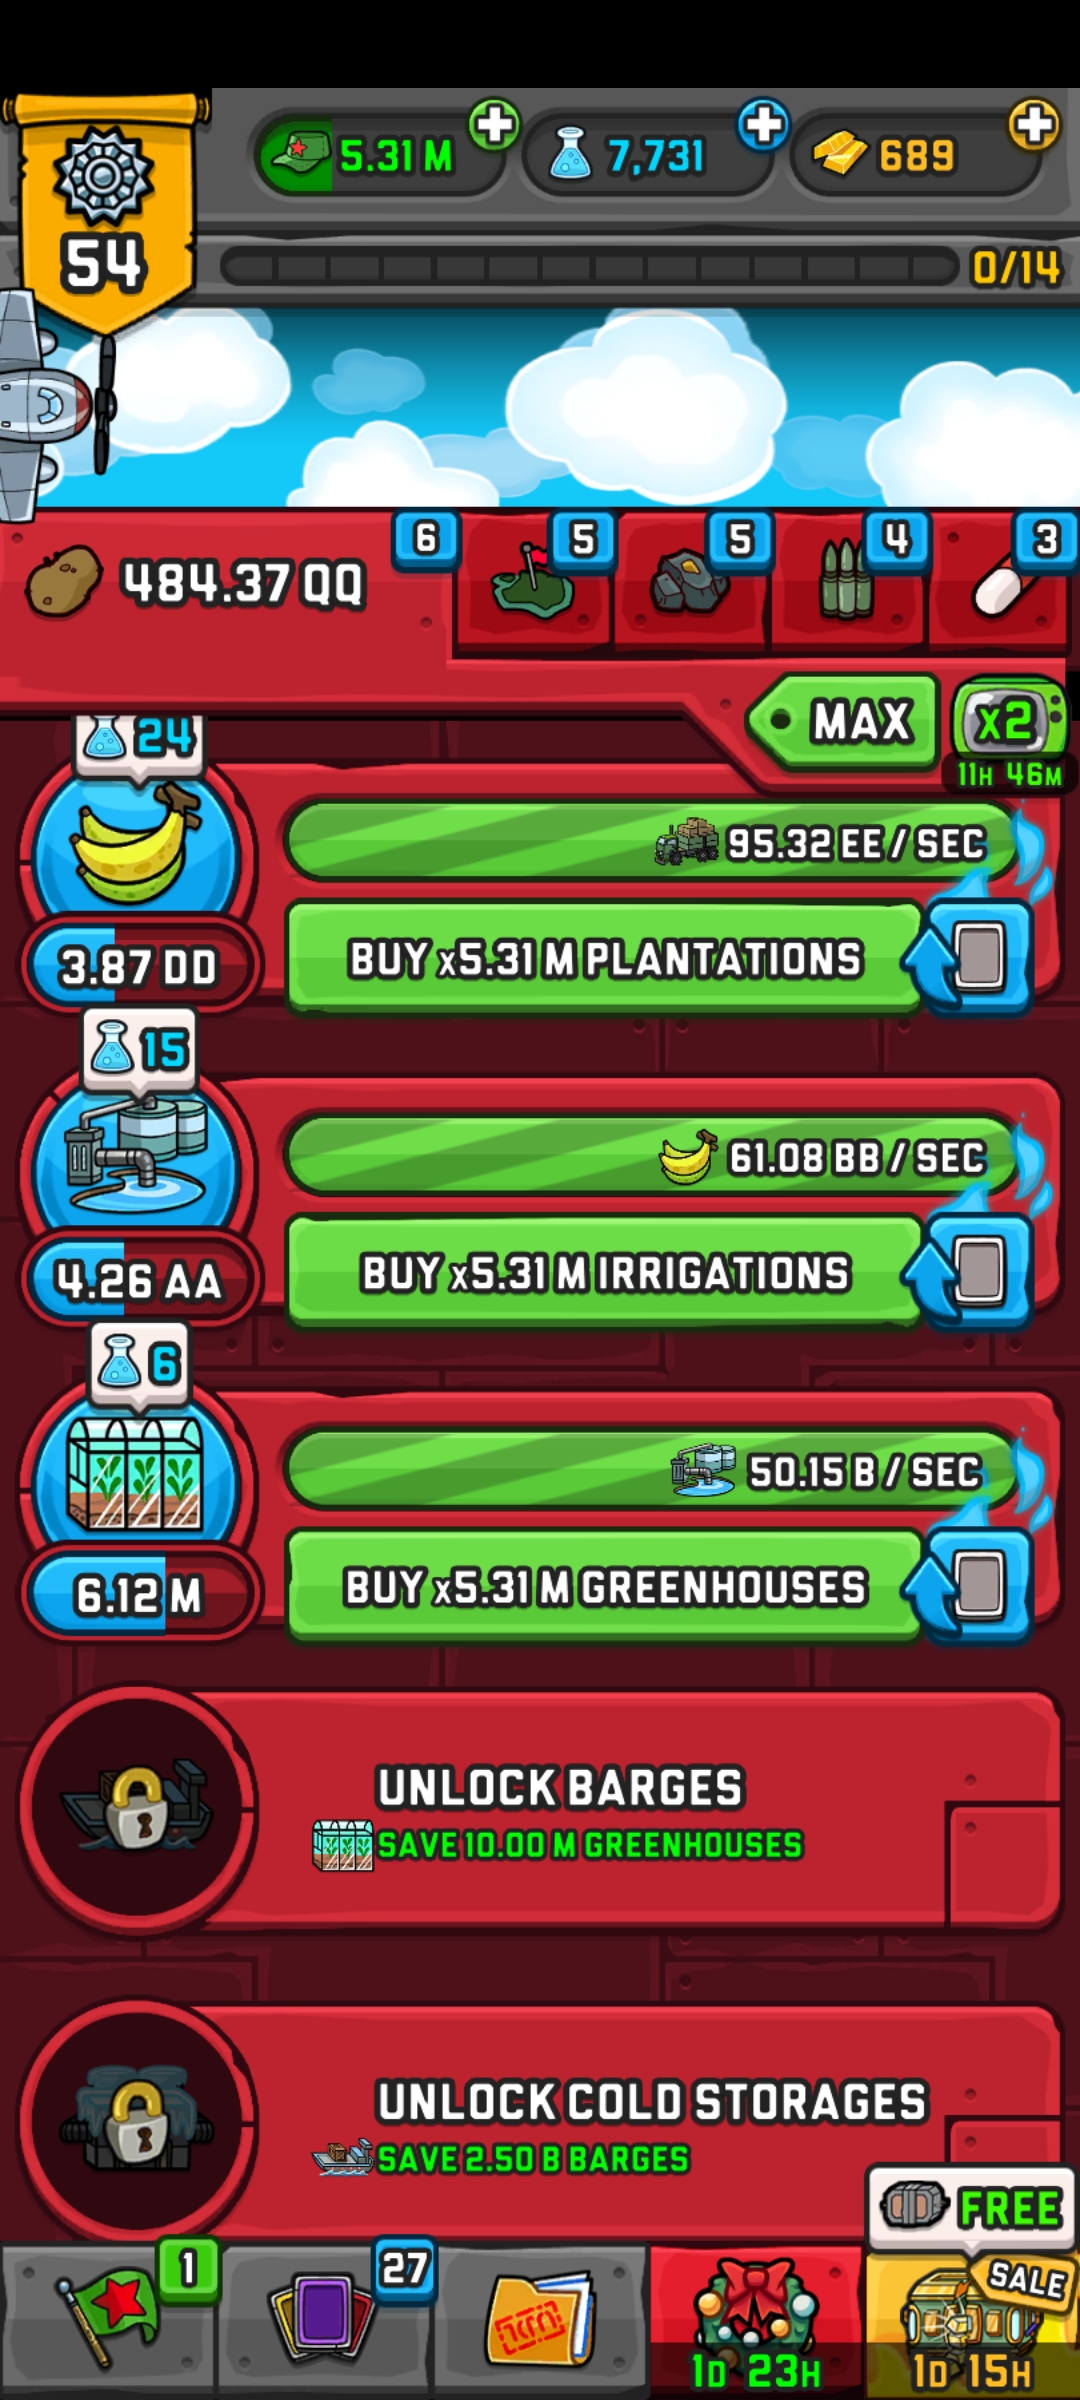 5.31 M
7,731
689
54
0/14
484.37 QQ
6
5
5
4
3
MAX
x2
11H 46M
24
95.32 EE / SEC
3.87 DD
BUY x5.31 M PLANTATIONS
15
61.08 BB / SEC
4.26 AA
BUY x5.31 M IRRIGATIONS
6
50.15 B / SEC
6.12 M
BUY x5.31 M GREENHOUSES
UNLOCK BARGES
SAVE 10.00 M GREENHOUSES
UNLOCK COLD STORAGES
SAVE 2.50 B BARGES
FREE
1
27
SALE
1D 23H
1D 15H